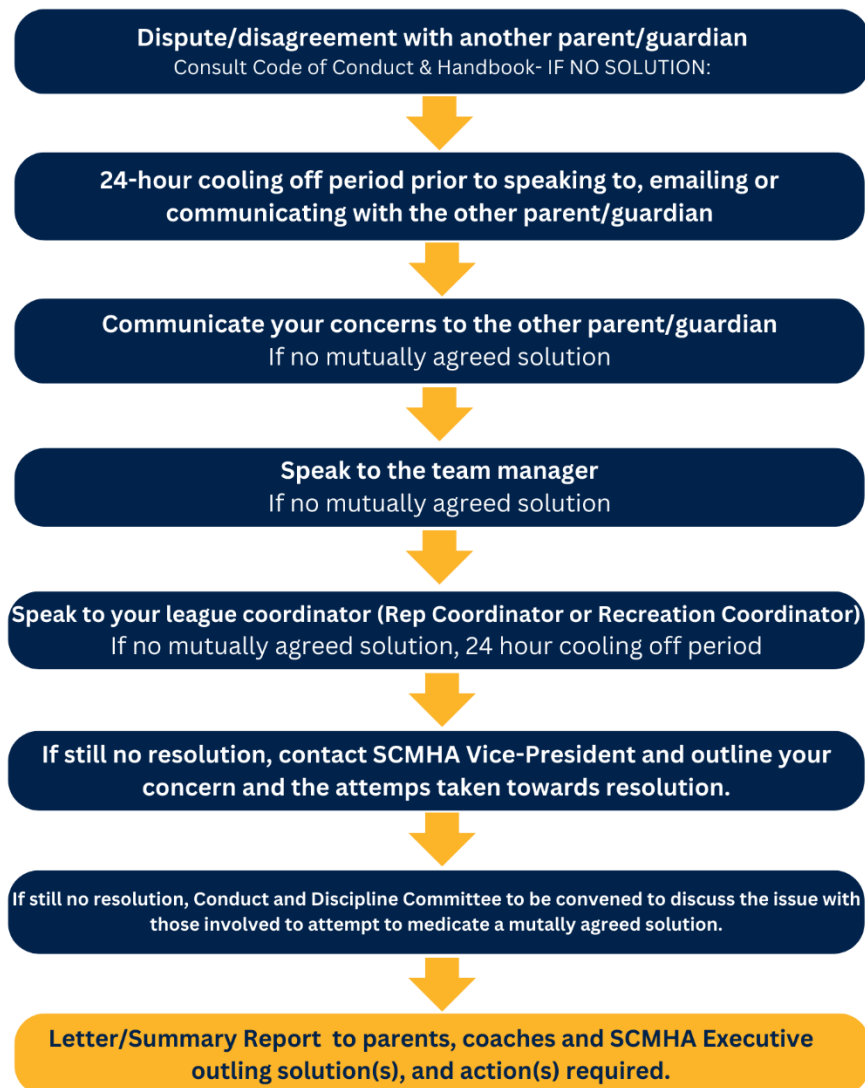 Dispute/disagreement with another parent/guardian
Consult Code of Conduct & Handbook- IF NO SOLUTION:
24-hour cooling off period prior to speaking to, emailing or
communicating with the other parent/guardian
Communicate your concerns to the other parent/guardian
If no mutually agreed solution
Speak to the team manager
If no mutually agreed solution
Speak to your league coordinator (Rep Coordinator or Recreation Coordinator)
If no mutually agreed solution, 24 hour cooling off period
If still no resolution, contact SCMHA Vice-President and outline your
concern and the attemps taken towards resolution.
If still no resolution, Conduct and Discipline Committee to be convened to discuss the issue with
those involved to attempt to medicate a mutally agreed solution.
Letter/Summary Report to parents, coaches and SCMHA Executive
outling solution(s), and action(s) required.